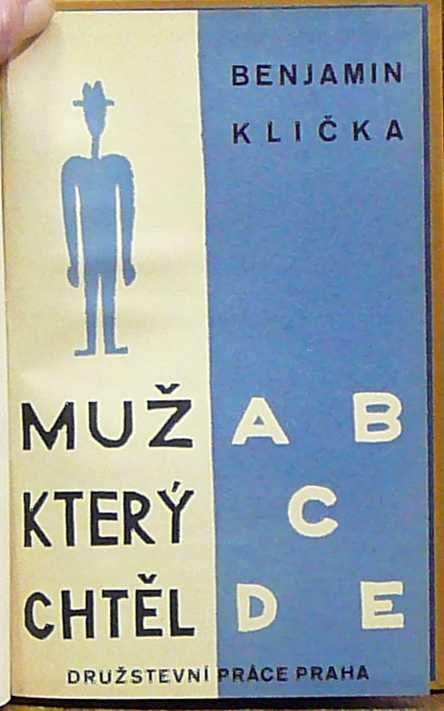 BENJAMIN
KLIČKA
MUŽ
KTERÝ
CHTĚL
A B
C
D E
DRUŽSTEVNÍ PRÁCE PRAHA